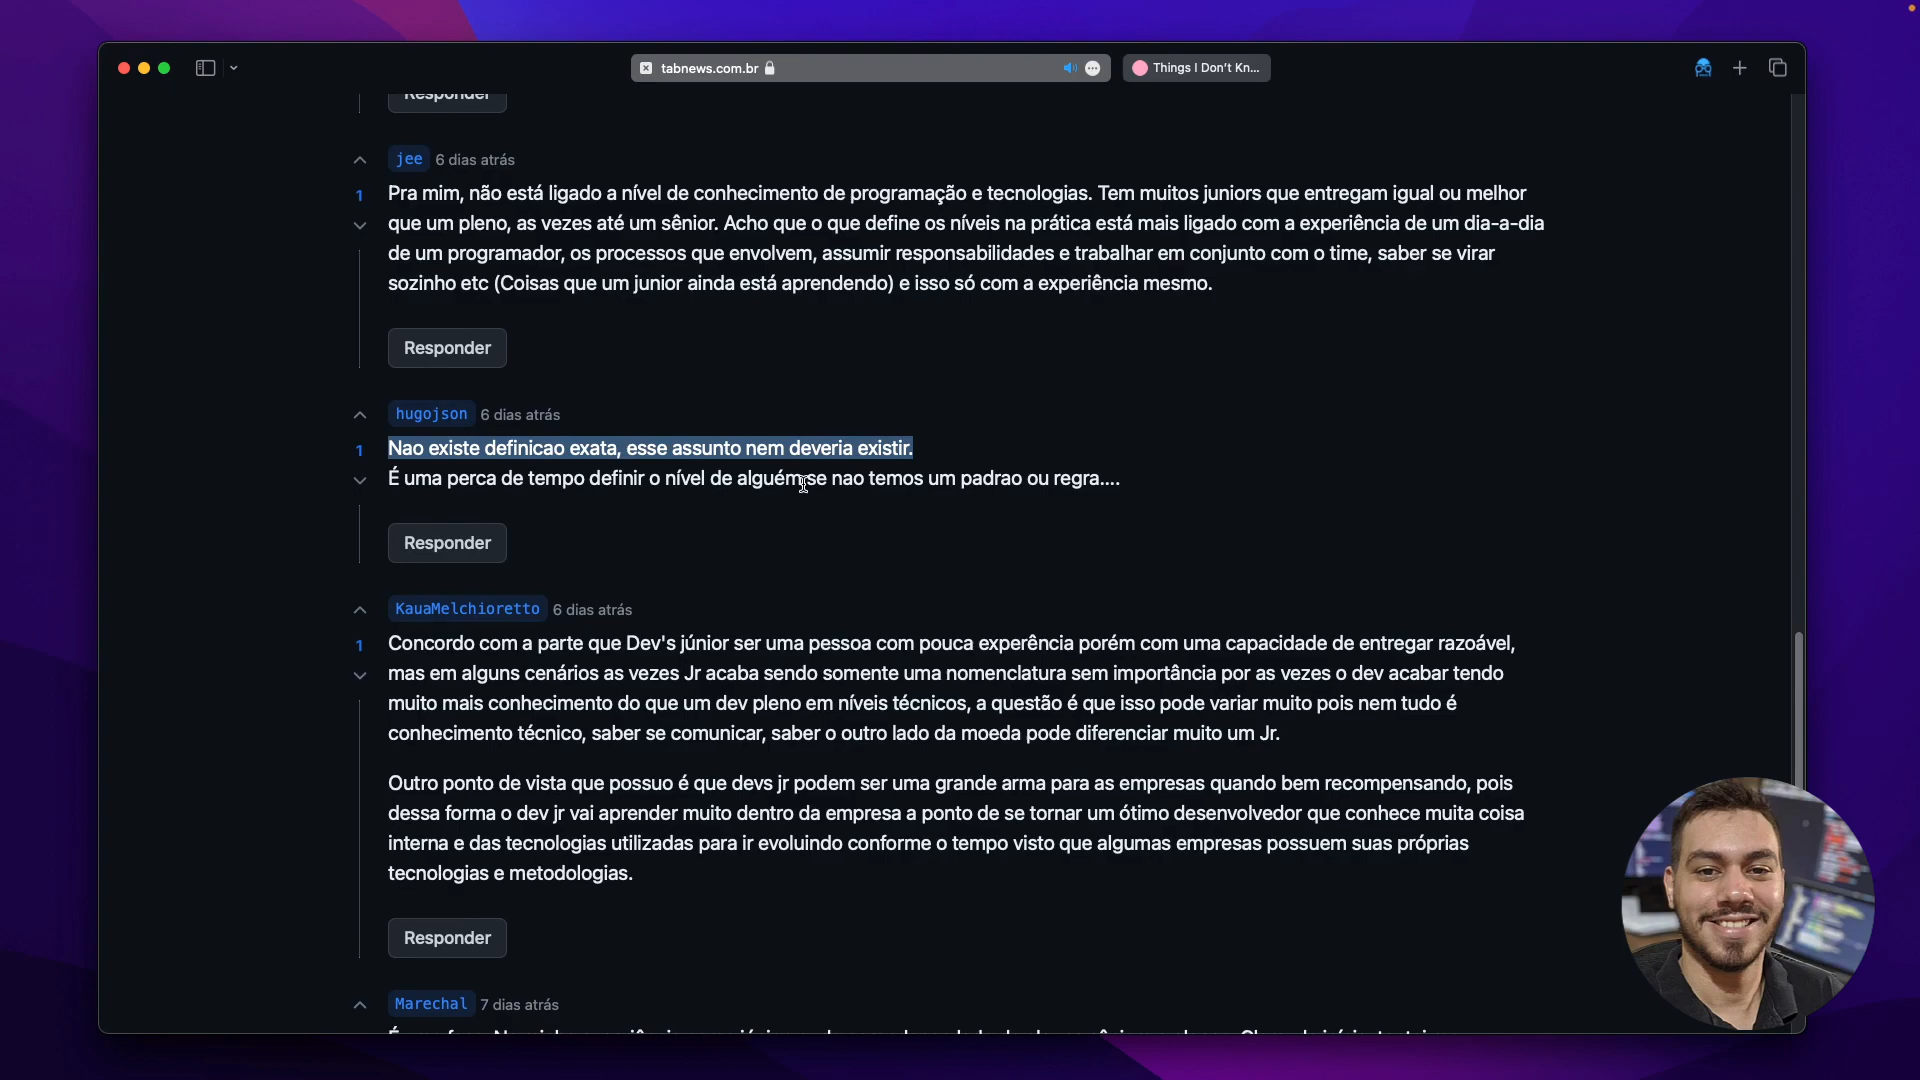 tabnews.com.br
Things I Don't Kn...
Responder
jee 6 dias atrás
1
Pra mim, não está ligado a nível de conhecimento de programação e tecnologias. Tem muitos juniors que entregam igual ou melhor
que um pleno, as vezes até um sênior. Acho que o que define os níveis na prática está mais ligado com a experiência de um dia-a-dia
de um programador, os processos que envolvem, assumir responsabilidades e trabalhar em conjunto com o time, saber se virar
sozinho etc (Coisas que um junior ainda está aprendendo) e isso só com a experiência mesmo.
Responder
hugojson 6 dias atrás
1
Nao existe definicao exata, esse assunto nem deveria existir.
É uma perca de tempo definir o nível de alguém se nao temos um padrao ou regra....
Responder
KauaMelchioretto 6 dias atrás
1
Concordo com a parte que Dev's júnior ser uma pessoa com pouca experência porém com uma capacidade de entregar razoável,
mas em alguns cenários as vezes Jr acaba sendo somente uma nomenclatura sem importância por as vezes o dev acabar tendo
muito mais conhecimento do que um dev pleno em níveis técnicos, a questão é que isso pode variar muito pois nem tudo é
conhecimento técnico, saber se comunicar, saber o outro lado da moeda pode diferenciar muito um Jr.
Outro ponto de vista que possuo é que devs jr podem ser uma grande arma para as empresas quando bem recompensando, pois
dessa forma o dev jr vai aprender muito dentro da empresa a ponto de se tornar um ótimo desenvolvedor que conhece muita coisa
interna e das tecnologias utilizadas para ir evoluindo conforme o tempo visto que algumas empresas possuem suas próprias
tecnologias e metodologias.
Responder
Marechal 7 dias atrás